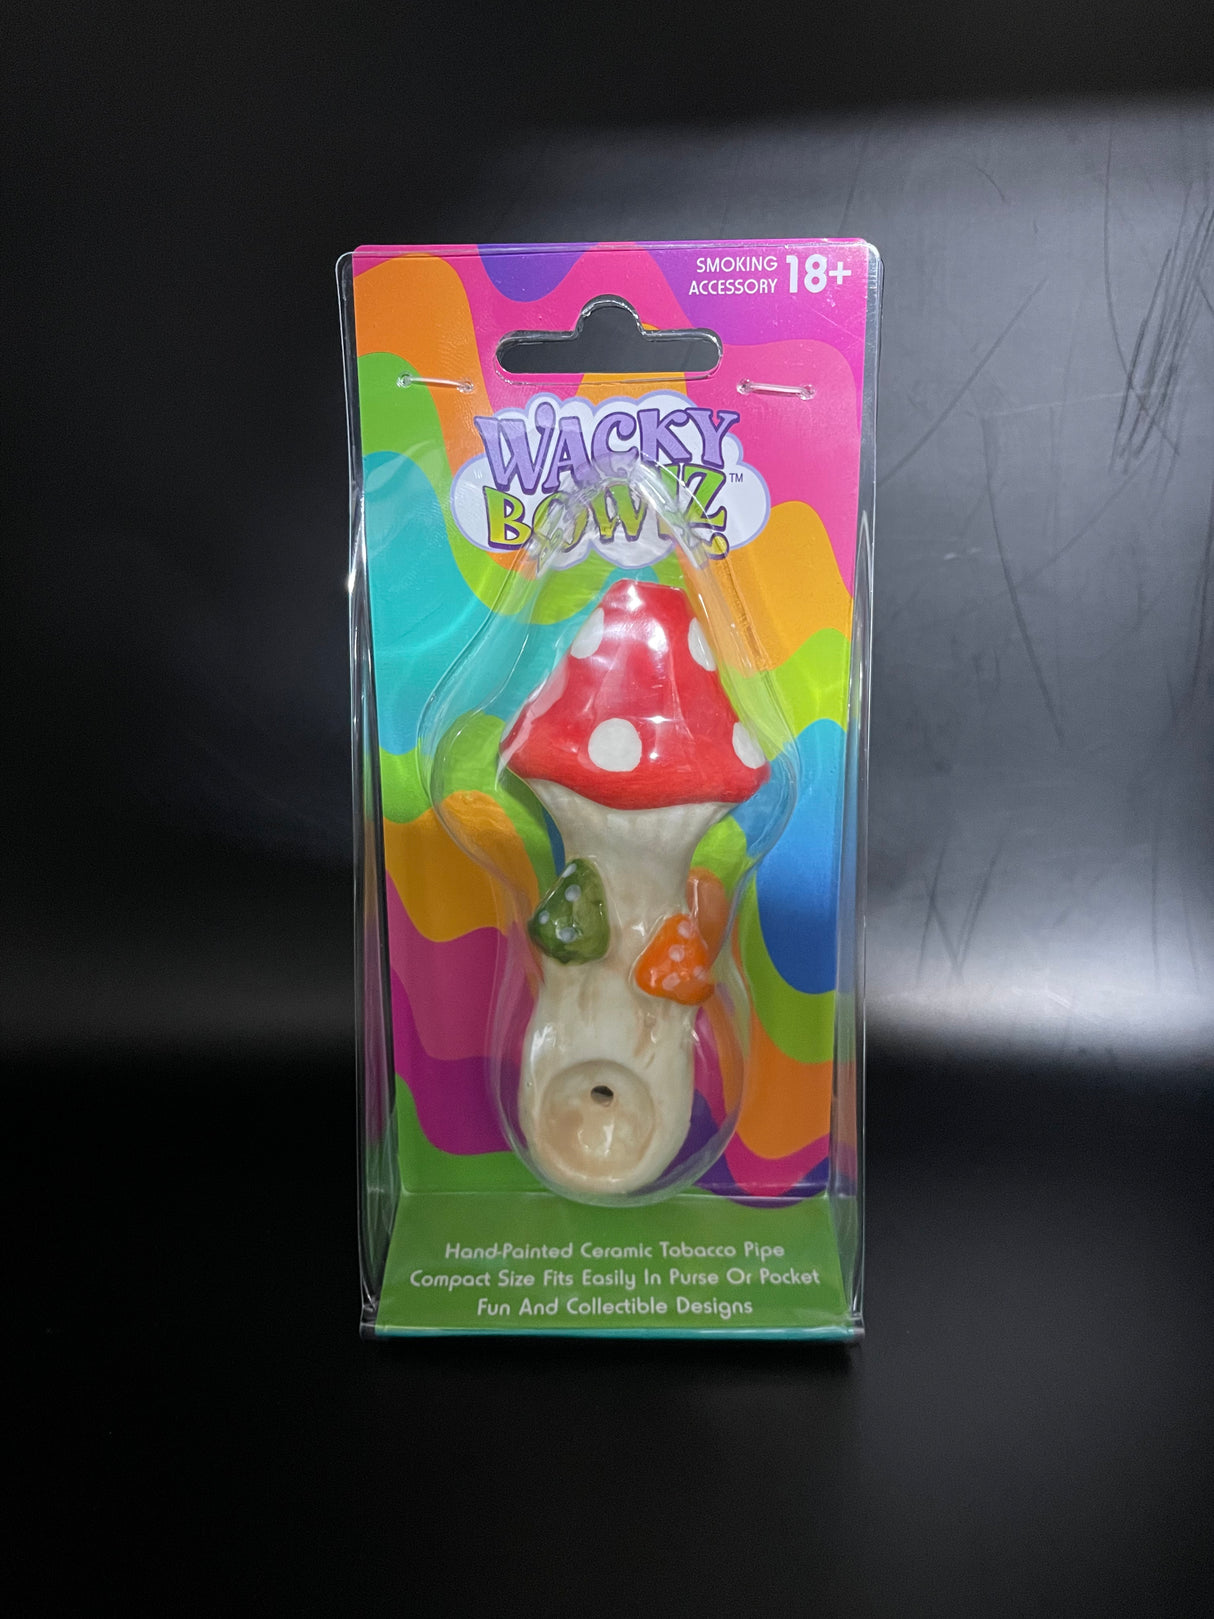 SMOKING 18+
ACCESSORY
WACKY
BOWLZ™
Hand-Painted Ceramic Tobacco Pipe
Compact Size Fits Easily In Purse Or Pocket
Fun And Collectible Designs